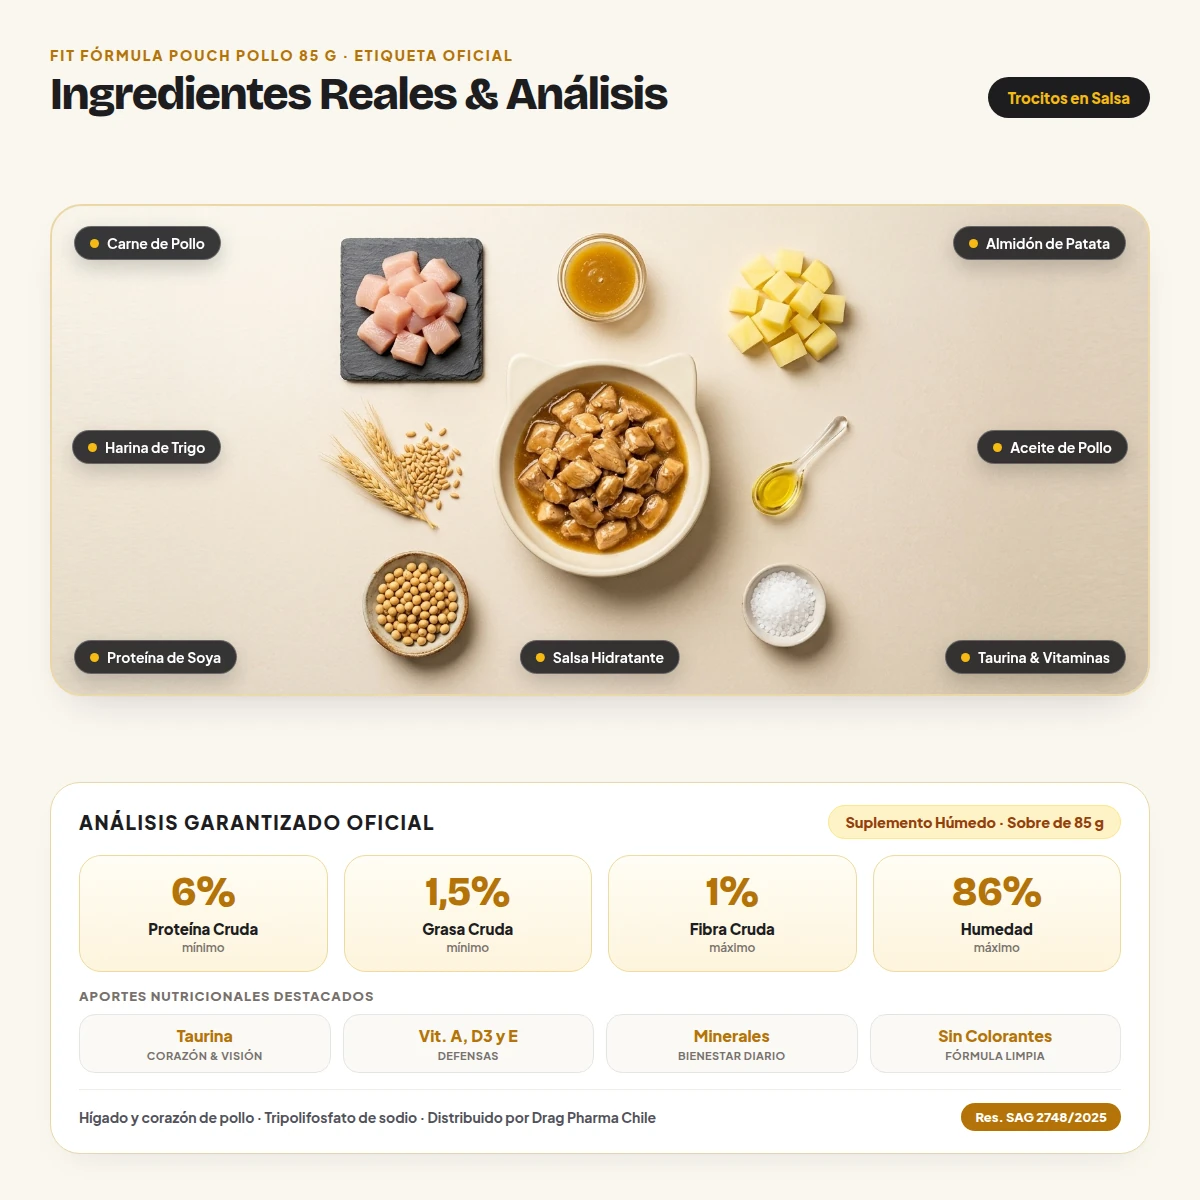 FIT FÓRMULA POUCH POLLO 85 G · ETIQUETA OFICIAL
Ingredientes Reales & Análisis
Trocitos en Salsa
Carne de Pollo
Almidón de Patata
Harina de Trigo
Aceite de Pollo
Proteína de Soya
Salsa Hidratante
Taurina & Vitaminas
ANÁLISIS GARANTIZADO OFICIAL
Suplemento Húmedo · Sobre de 85 g
6%
Proteína Cruda
mínimo
1,5%
Grasa Cruda
mínimo
1%
Fibra Cruda
máximo
86%
Humedad
máximo
APORTES NUTRICIONALES DESTACADOS
Taurina
CORAZÓN & VISIÓN
Vit. A, D3 y E
DEFENSAS
Minerales
BIENESTAR DIARIO
Sin Colorantes
FÓRMULA LIMPIA
Hígado y corazón de pollo · Tripolifosfato de sodio · Distribuido por Drag Pharma Chile
Res. SAG 2748/2025